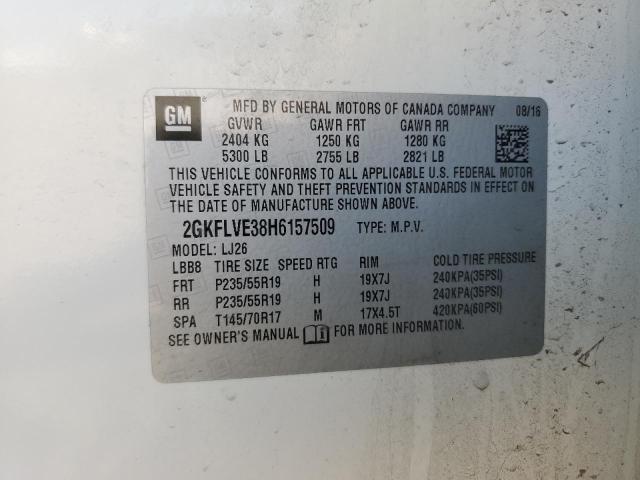 GM
MFD BY GENERAL MOTORS OF CANADA COMPANY 08/16
GVWR GAWR FRT GAWR RR
2404 KG 1250 KG 1280 KG
5300 LB 2755 LB 2821 LB
THIS VEHICLE CONFORMS TO ALL APPLICABLE U.S. FEDERAL MOTOR
VEHICLE SAFETY AND THEFT PREVENTION STANDARDS IN EFFECT ON
THE DATE OF MANUFACTURE SHOWN ABOVE.
2GKFLVE38H6157509 TYPE: M.P.V.
MODEL: LJ26
LBB8 TIRE SIZE SPEED RTG RIM COLD TIRE PRESSURE
FRT P235/55R19 H 19X7J 240KPA(35PSI)
RR P235/55R19 H 19X7J 240KPA(35PSI)
SPA T145/70R17 M 17X4.5T 420KPA(60PSI)
SEE OWNER'S MANUAL FOR MORE INFORMATION.